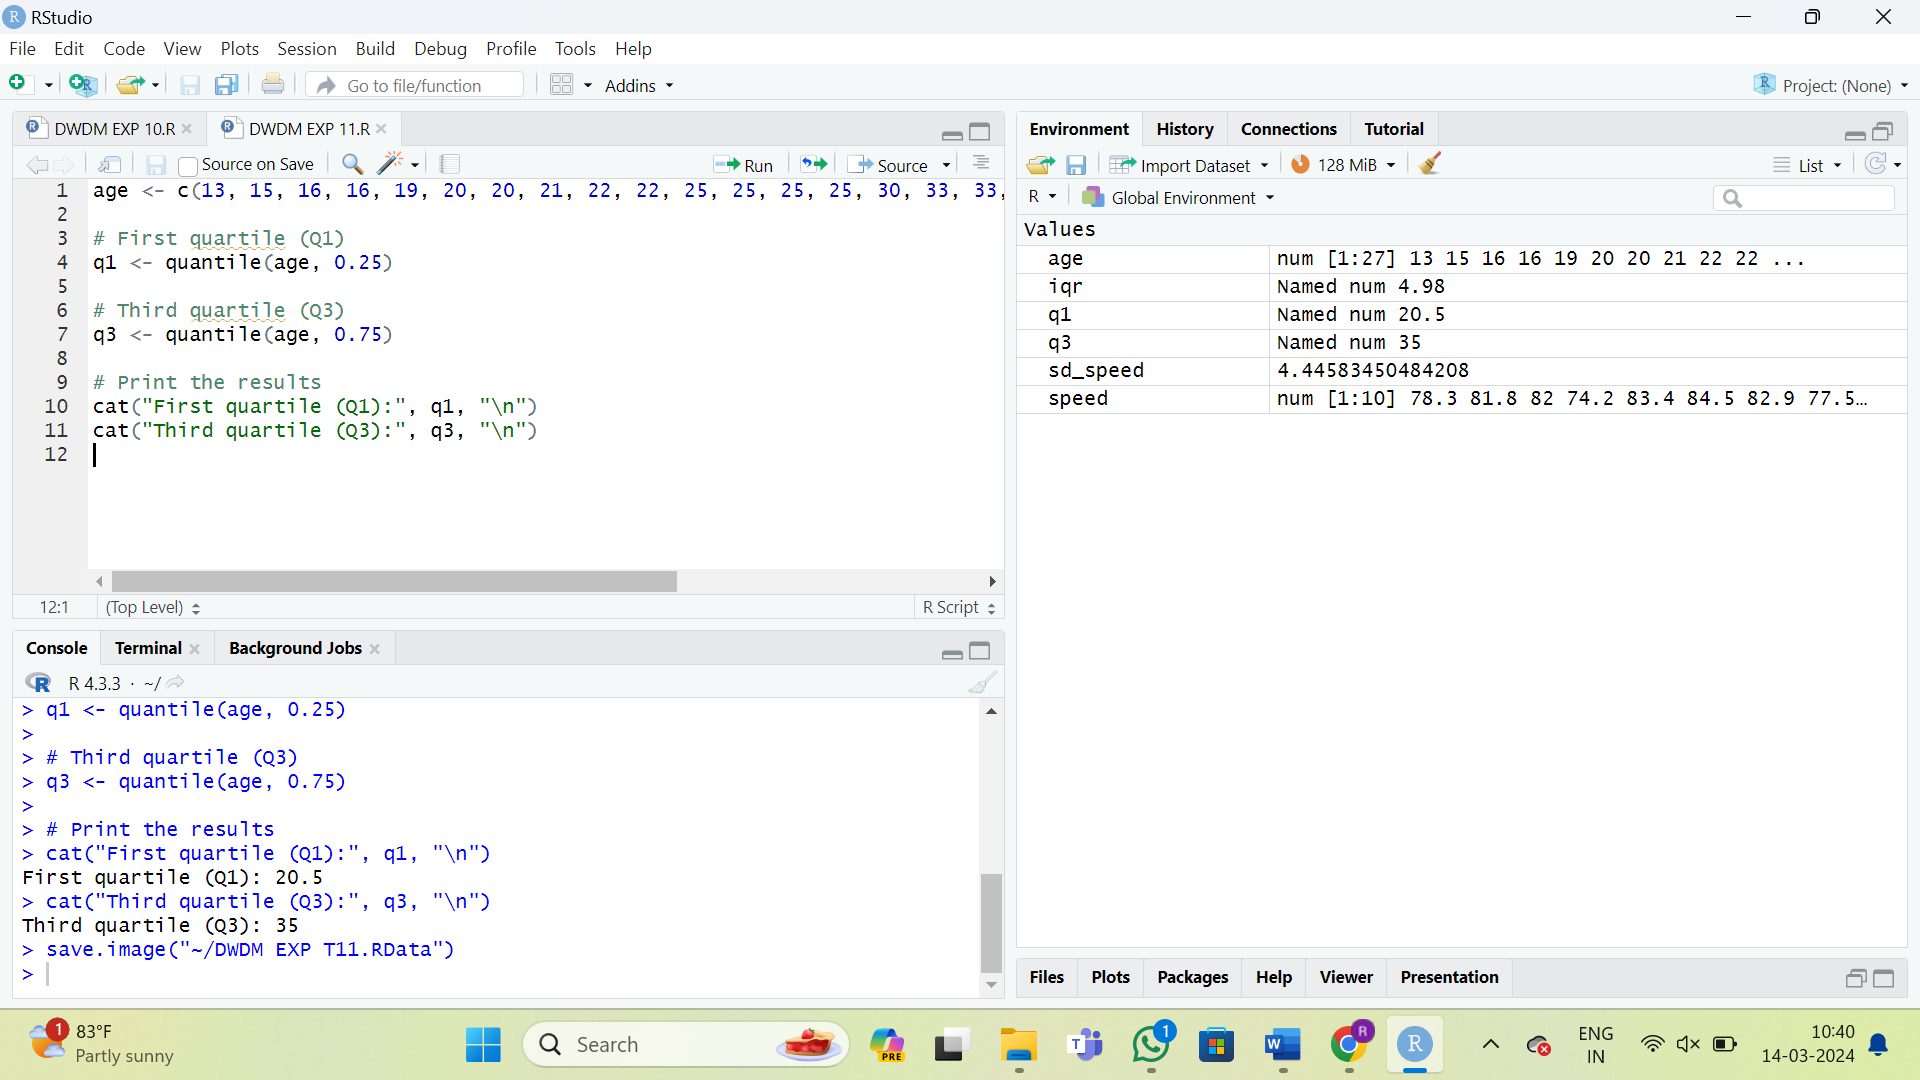 RStudio
File Edit Code View Plots Session Build Debug Profile Tools Help
Go to file/function Addins Project: (None)
DWDM EXP 10.R DWDM EXP 11.R
Source on Save Run Source
1 age <- c(13, 15, 16, 16, 19, 20, 20, 21, 22, 22, 25, 25, 25, 25, 30, 33, 33,
2
3 # First quartile (Q1)
4 q1 <- quantile(age, 0.25)
5
6 # Third quartile (Q3)
7 q3 <- quantile(age, 0.75)
8
9 # Print the results
10 cat("First quartile (Q1):", q1, "\n")
11 cat("Third quartile (Q3):", q3, "\n")
12
12:1 (Top Level) R Script
Console Terminal Background Jobs
R 4.3.3 · ~/
> q1 <- quantile(age, 0.25)
>
> # Third quartile (Q3)
> q3 <- quantile(age, 0.75)
>
> # Print the results
> cat("First quartile (Q1):", q1, "\n")
First quartile (Q1): 20.5
> cat("Third quartile (Q3):", q3, "\n")
Third quartile (Q3): 35
> save.image("~/DWDM EXP T11.RData")
>
Environment History Connections Tutorial
Import Dataset 128 MiB List
R Global Environment
Values
age num [1:27] 13 15 16 16 19 20 20 21 22 22 ...
iqr Named num 4.98
q1 Named num 20.5
q3 Named num 35
sd_speed 4.44583450484208
speed num [1:10] 78.3 81.8 82 74.2 83.4 84.5 82.9 77.5…
Files Plots Packages Help Viewer Presentation
1 83°F
Partly sunny
Search
PRE
T
1
W
R
R
ENG
IN
10:40
14-03-2024